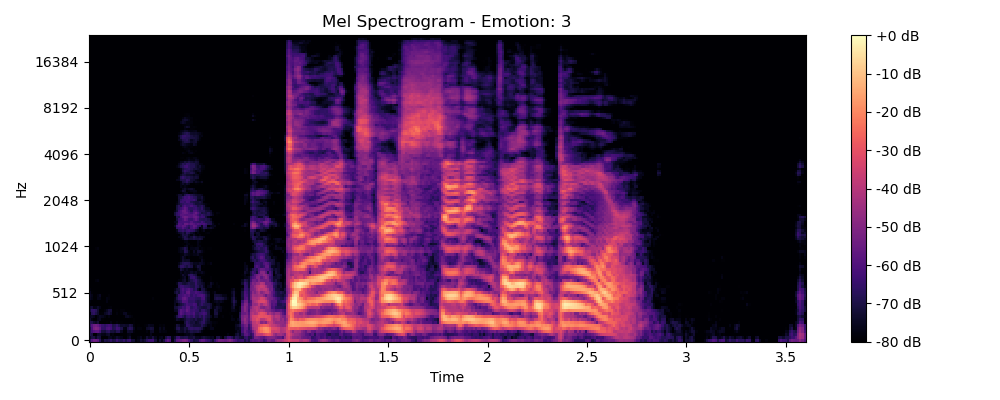 Mel Spectrogram - Emotion: 3
Hz
16384
8192
4096
2048
1024
512
0
0 0.5 1 1.5 2 2.5 3 3.5
Time
+0 dB
-10 dB
-20 dB
-30 dB
-40 dB
-50 dB
-60 dB
-70 dB
-80 dB